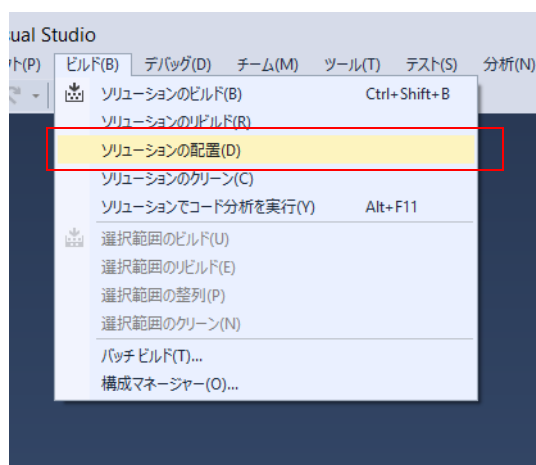 ual Studio
ﾄ(P) ビルド(B) デバッグ(D) チーム(M) ツール(T) テスト(S) 分析(N)
ソリューションのビルド(B) Ctrl+Shift+B
ソリューションのリビルド(R)
ソリューションの配置(D)
ソリューションのクリーン(C)
ソリューションでコード分析を実行(Y) Alt+F11
選択範囲のビルド(U)
選択範囲のリビルド(E)
選択範囲の整列(P)
選択範囲のクリーン(N)
バッチ ビルド(T)...
構成マネージャー(O)...